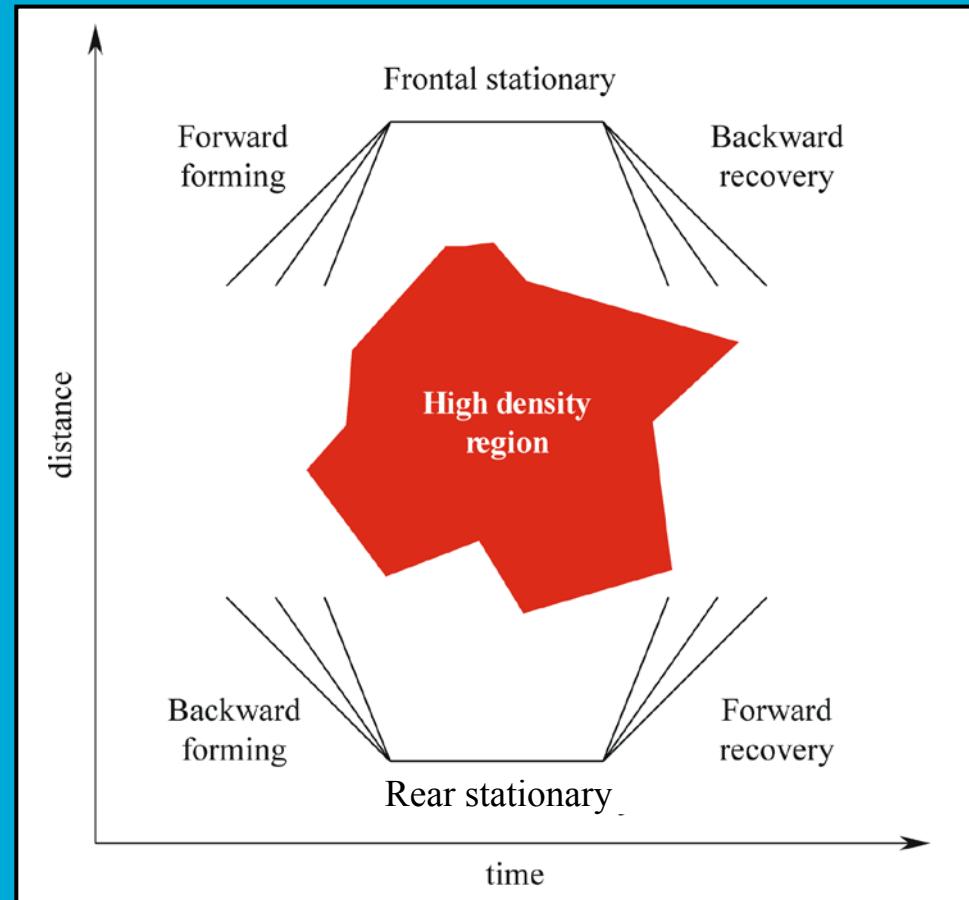 Frontal stationary
Forward
forming
Backward
recovery
distance
High density
region
Backward
forming
Forward
recovery
Rear stationary
time